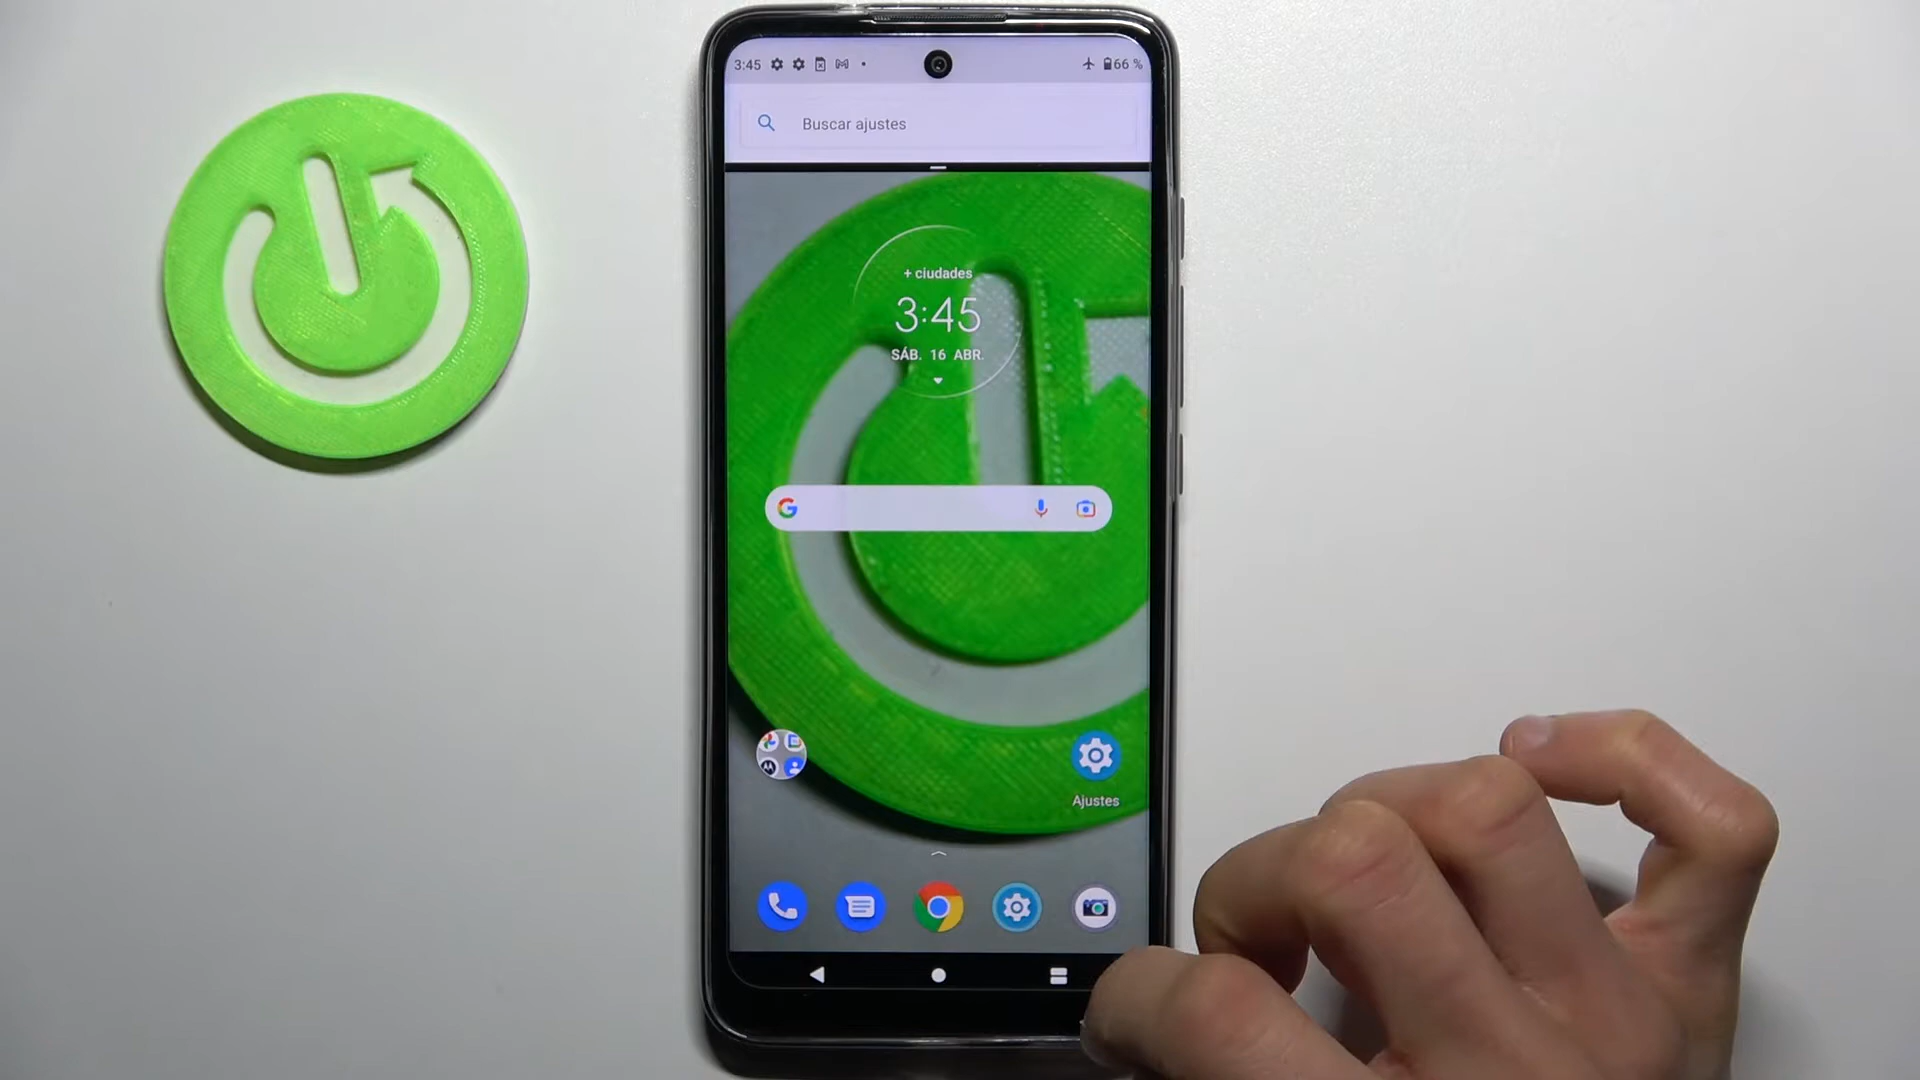 3:45
66 %
Buscar ajustes
+ ciudades
3:45
SÁB. 16 ABR.
Ajustes